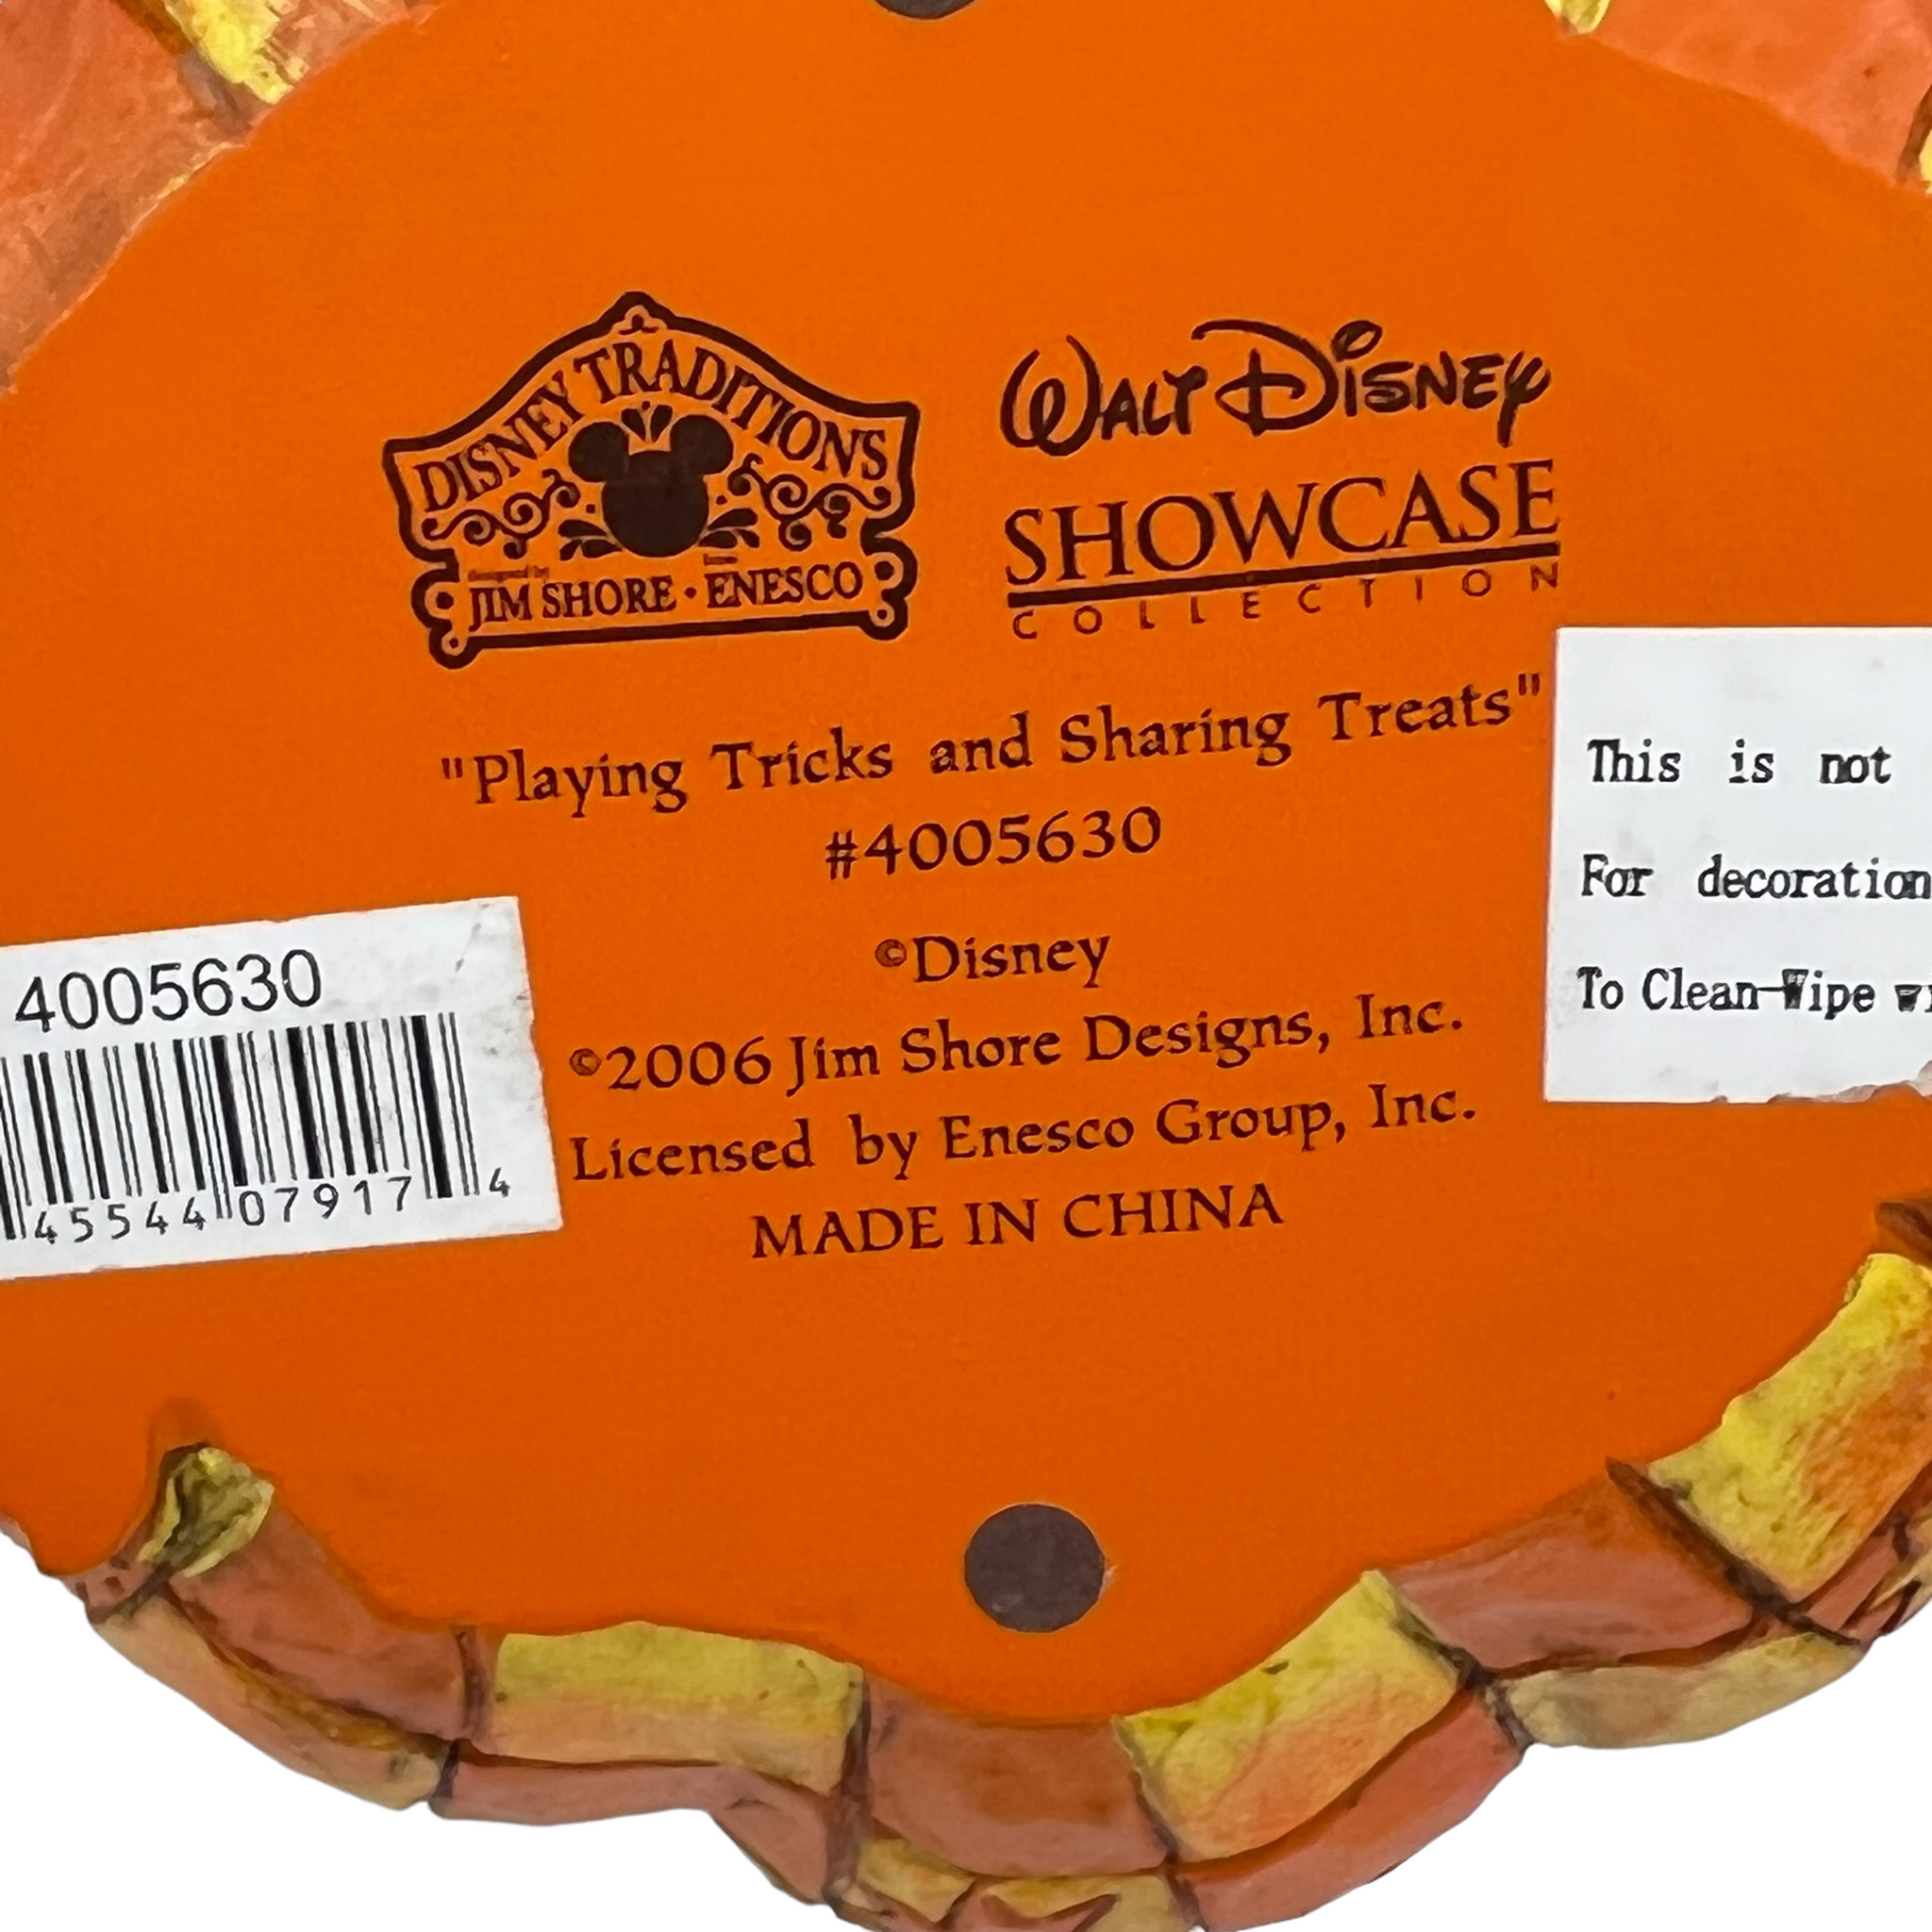 DISNEY TRADITIONS
JIM SHORE • ENESCO
WALT DISNEY
SHOWCASE
COLLECTION
"Playing Tricks and Sharing Treats"
#4005630
©Disney
©2006 Jim Shore Designs, Inc.
Licensed by Enesco Group, Inc.
MADE IN CHINA
4005630
45544 07917 4
This is not
For decoration
To Clean-Wipe